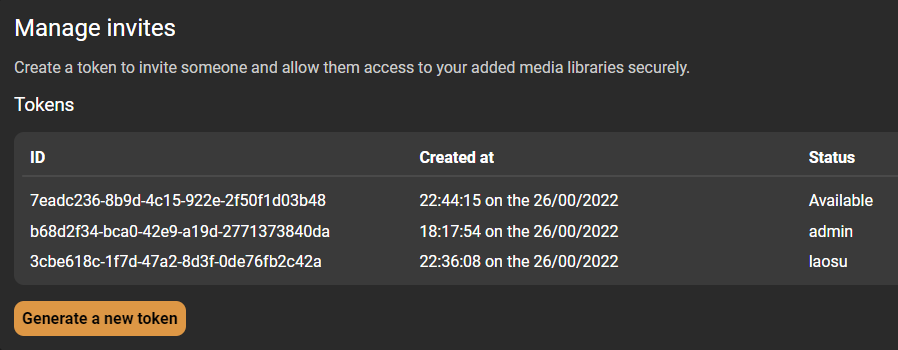 Manage invites
Create a token to invite someone and allow them access to your added media libraries securely.
Tokens
ID Created at Status
7eadc236-8b9d-4c15-922e-2f50f1d03b48 22:44:15 on the 26/00/2022 Available
b68d2f34-bca0-42e9-a19d-2771373840da 18:17:54 on the 26/00/2022 admin
3cbe618c-1f7d-47a2-8d3f-0de76fb2c42a 22:36:08 on the 26/00/2022 laosu
Generate a new token